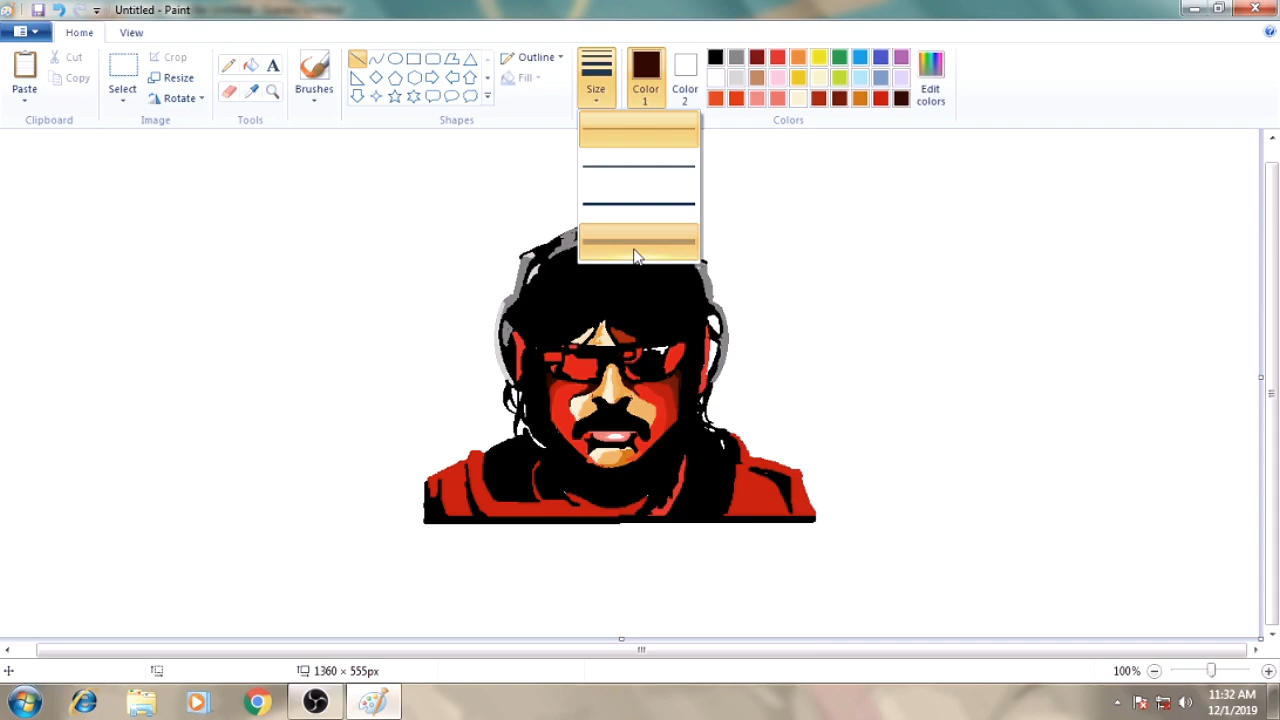 Untitled - Paint
Home
View
Paste
Cut
Copy
Clipboard
Select
Crop
Resize
Rotate
Image
Tools
Brushes
Shapes
Outline
Fill
Size
Color
1
Color
2
Colors
Edit
colors
1360 × 555px
100%
11:32 AM
12/1/2019